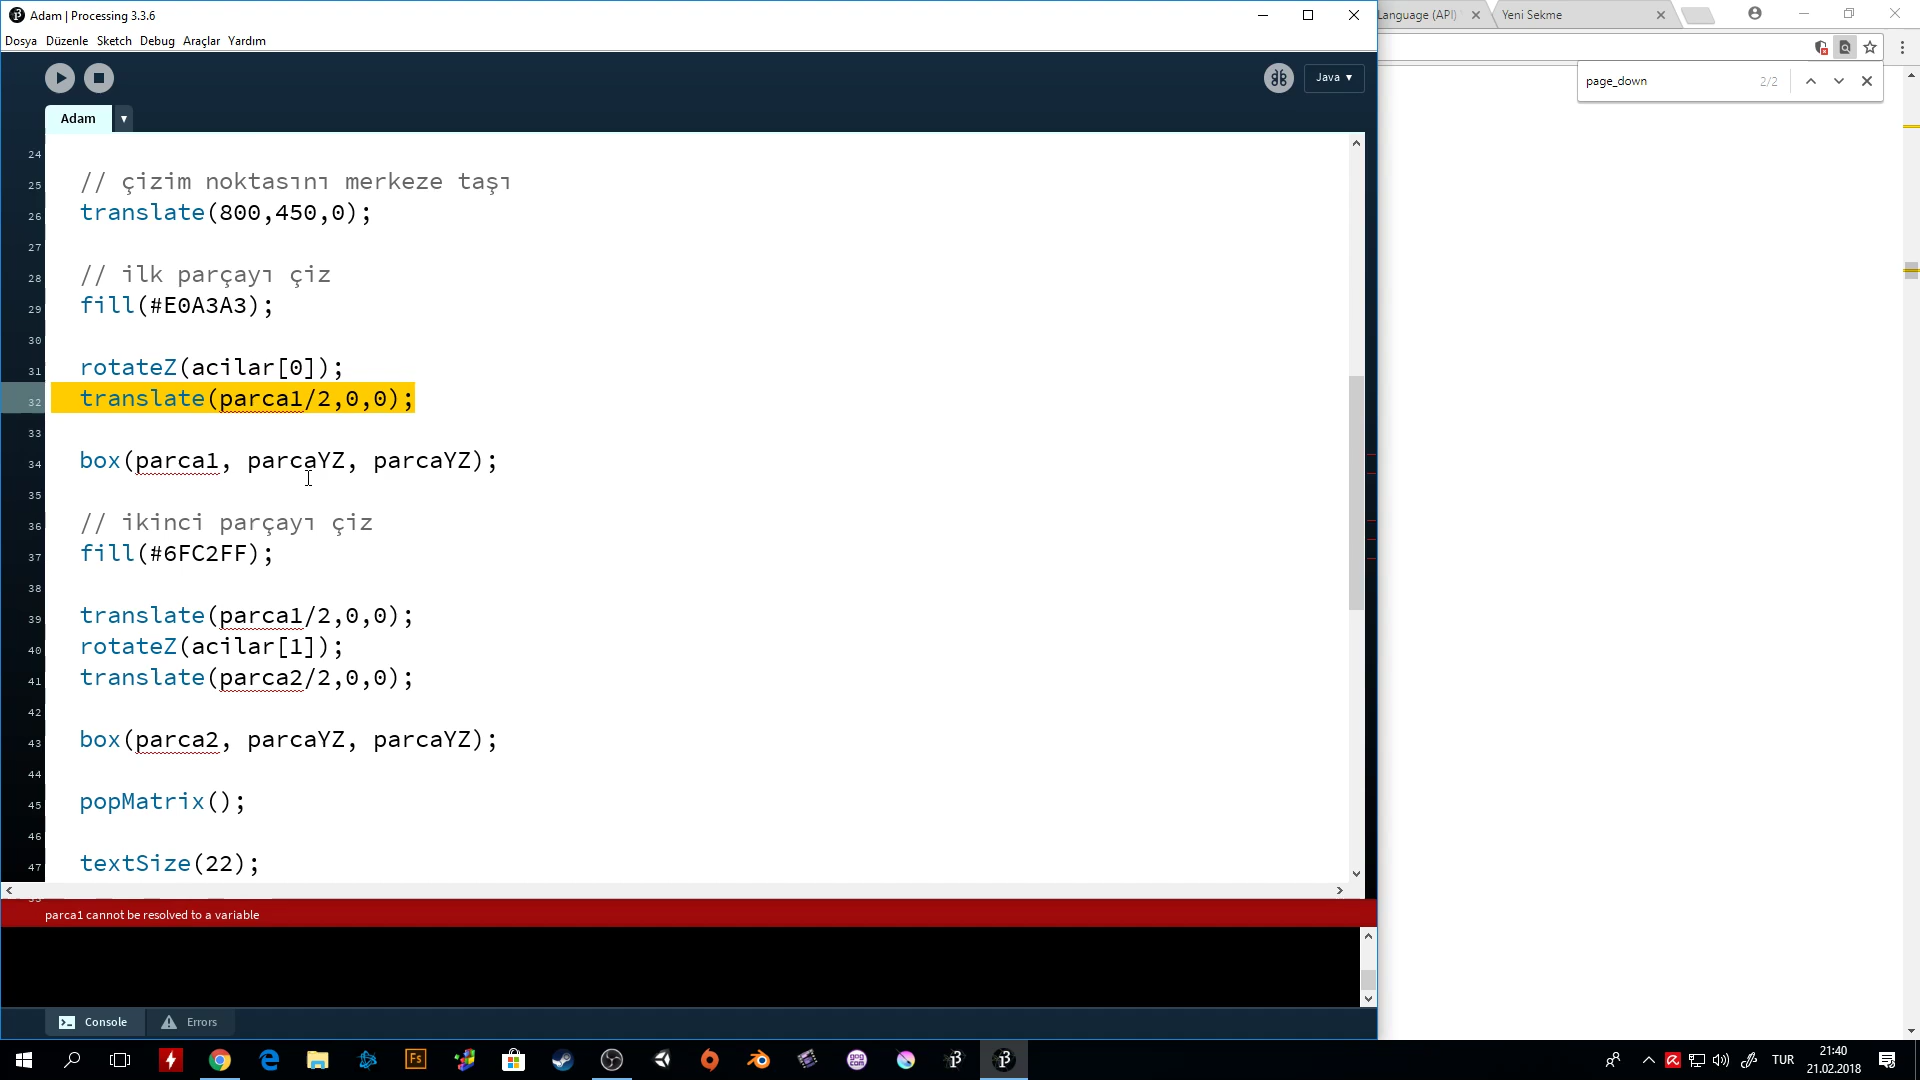 Adam | Processing 3.3.6
Language (API)
Yeni Sekme
Dosya Düzenle Sketch Debug Araçlar Yardım
page_down 2/2
Java ▾
Adam ▾
24
25 // çizim noktasını merkeze taşı
26 translate(800,450,0);
27
28 // ilk parçayı çiz
29 fill(#E0A3A3);
30
31 rotateZ(acilar[0]);
32 translate(parca1/2,0,0);
33
34 box(parca1, parcaYZ, parcaYZ);
35
36 // ikinci parçayı çiz
37 fill(#6FC2FF);
38
39 translate(parca1/2,0,0);
40 rotateZ(acilar[1]);
41 translate(parca2/2,0,0);
42
43 box(parca2, parcaYZ, parcaYZ);
44
45 popMatrix();
46
47 textSize(22);
parca1 cannot be resolved to a variable
Console Errors
Fs
TUR
21:40
21.02.2018